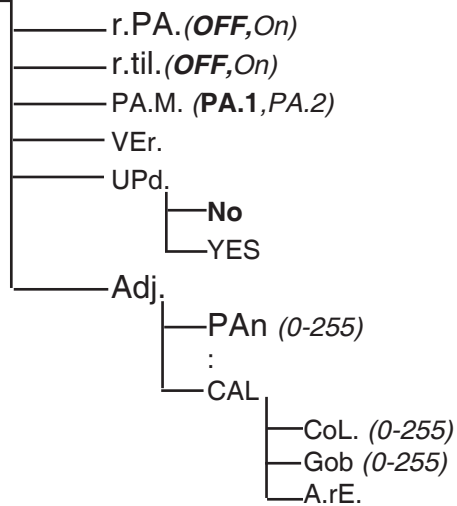 r.PA.(OFF,On)
r.til.(OFF,On)
PA.M. (PA.1,PA.2)
VEr.
UPd.
No
YES
Adj.
PAn (0-255)
:
CAL
CoL. (0-255)
Gob (0-255)
A.rE.